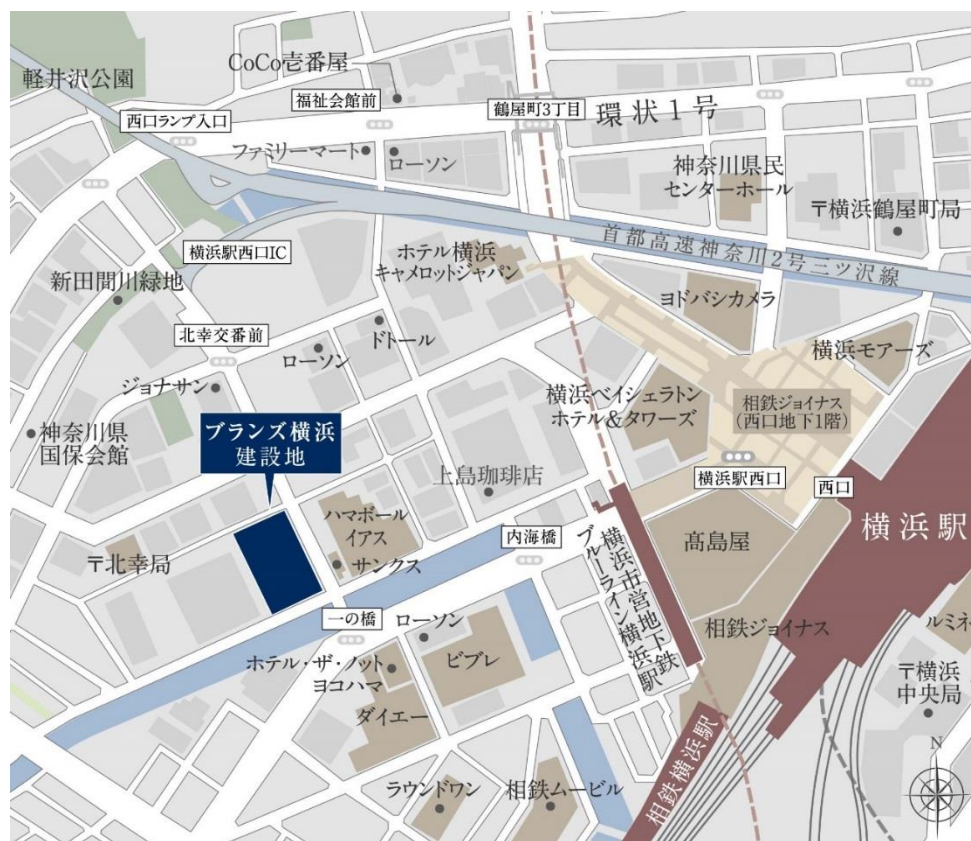 軽井沢公園
CoCo壱番屋
福祉会館前
鶴屋町3丁目
環状1号
西口ランプ入口
ファミリーマート
ローソン
神奈川県民
センターホール
〒横浜鶴屋町局
横浜駅西口IC
ホテル横浜
キャメロットジャパン
首都高速神奈川2号三ツ沢線
新田間川緑地
ヨドバシカメラ
北幸交番前
ローソン
ドトール
横浜モアーズ
ジョナサン
横浜ベイシェラトン
ホテル&タワーズ
相鉄ジョイナス
(西口地下1階)
神奈川県
国保会館
ブランズ横浜
建設地
上島珈琲店
横浜駅西口
西口
横浜駅
ハマボール
イアス
内海橋
髙島屋
〒北幸局
サンクス
横浜市営地下鉄
ブルーライン横浜駅
一の橋
ローソン
相鉄ジョイナス
ルミネ
ホテル・ザ・ノット
ヨコハマ
ビブレ
〒横浜
中央局
ダイエー
N
ラウンドワン
相鉄ムービル
相鉄横浜駅